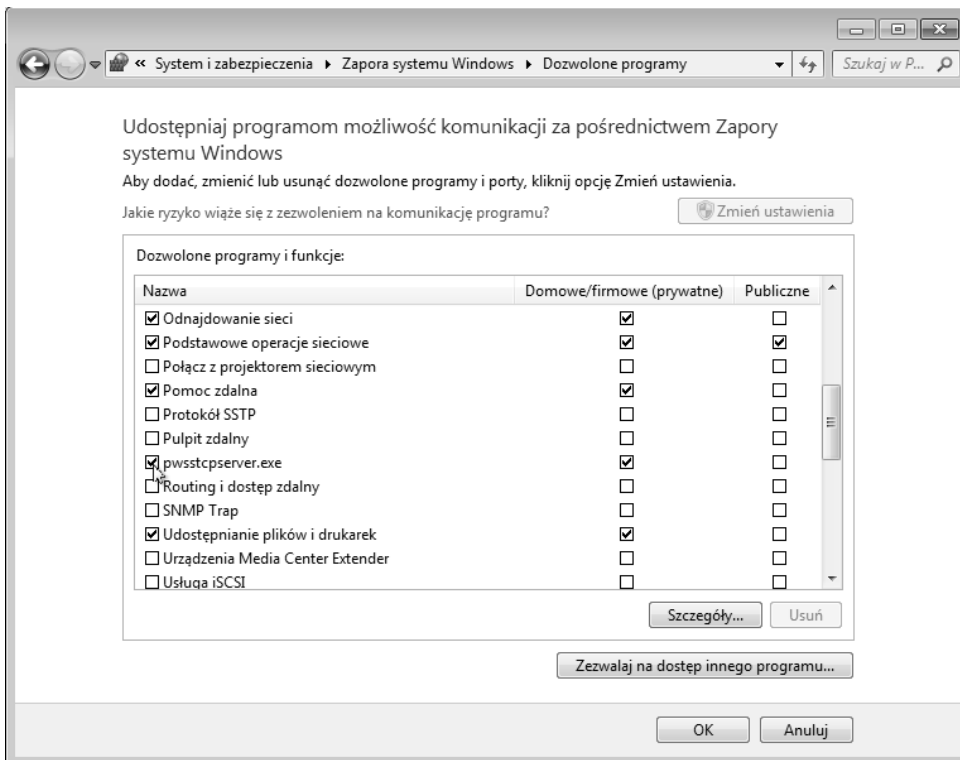 « System i zabezpieczenia ▸ Zapora systemu Windows ▸ Dozwolone programy
Szukaj w P...
Udostępniaj programom możliwość komunikacji za pośrednictwem Zapory
systemu Windows
Aby dodać, zmienić lub usunąć dozwolone programy i porty, kliknij opcję Zmień ustawienia.
Jakie ryzyko wiąże się z zezwoleniem na komunikację programu?
Zmień ustawienia
Dozwolone programy i funkcje:
Nazwa Domowe/firmowe (prywatne) Publiczne
Odnajdowanie sieci
Podstawowe operacje sieciowe
Połącz z projektorem sieciowym
Pomoc zdalna
Protokół SSTP
Pulpit zdalny
pwsstcpserver.exe
Routing i dostęp zdalny
SNMP Trap
Udostępnianie plików i drukarek
Urządzenia Media Center Extender
Usługa iSCSI
Szczegóły... Usuń
Zezwalaj na dostęp innego programu...
OK Anuluj